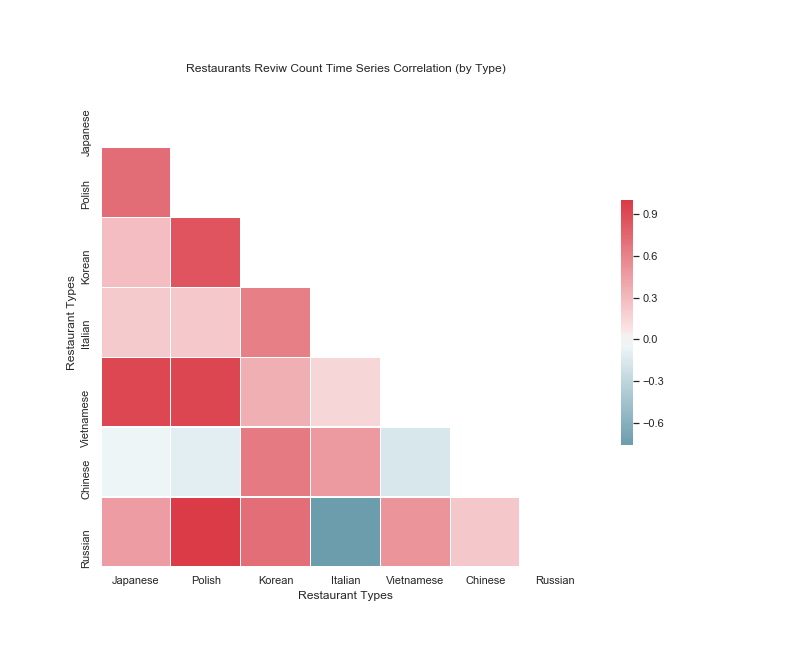 Restaurants Reviw Count Time Series Correlation (by Type)
Restaurant Types
Japanese
Polish
Korean
Italian
Vietnamese
Chinese
Russian
Japanese Polish Korean Italian Vietnamese Chinese Russian
Restaurant Types
0.9
0.6
0.3
0.0
−0.3
−0.6